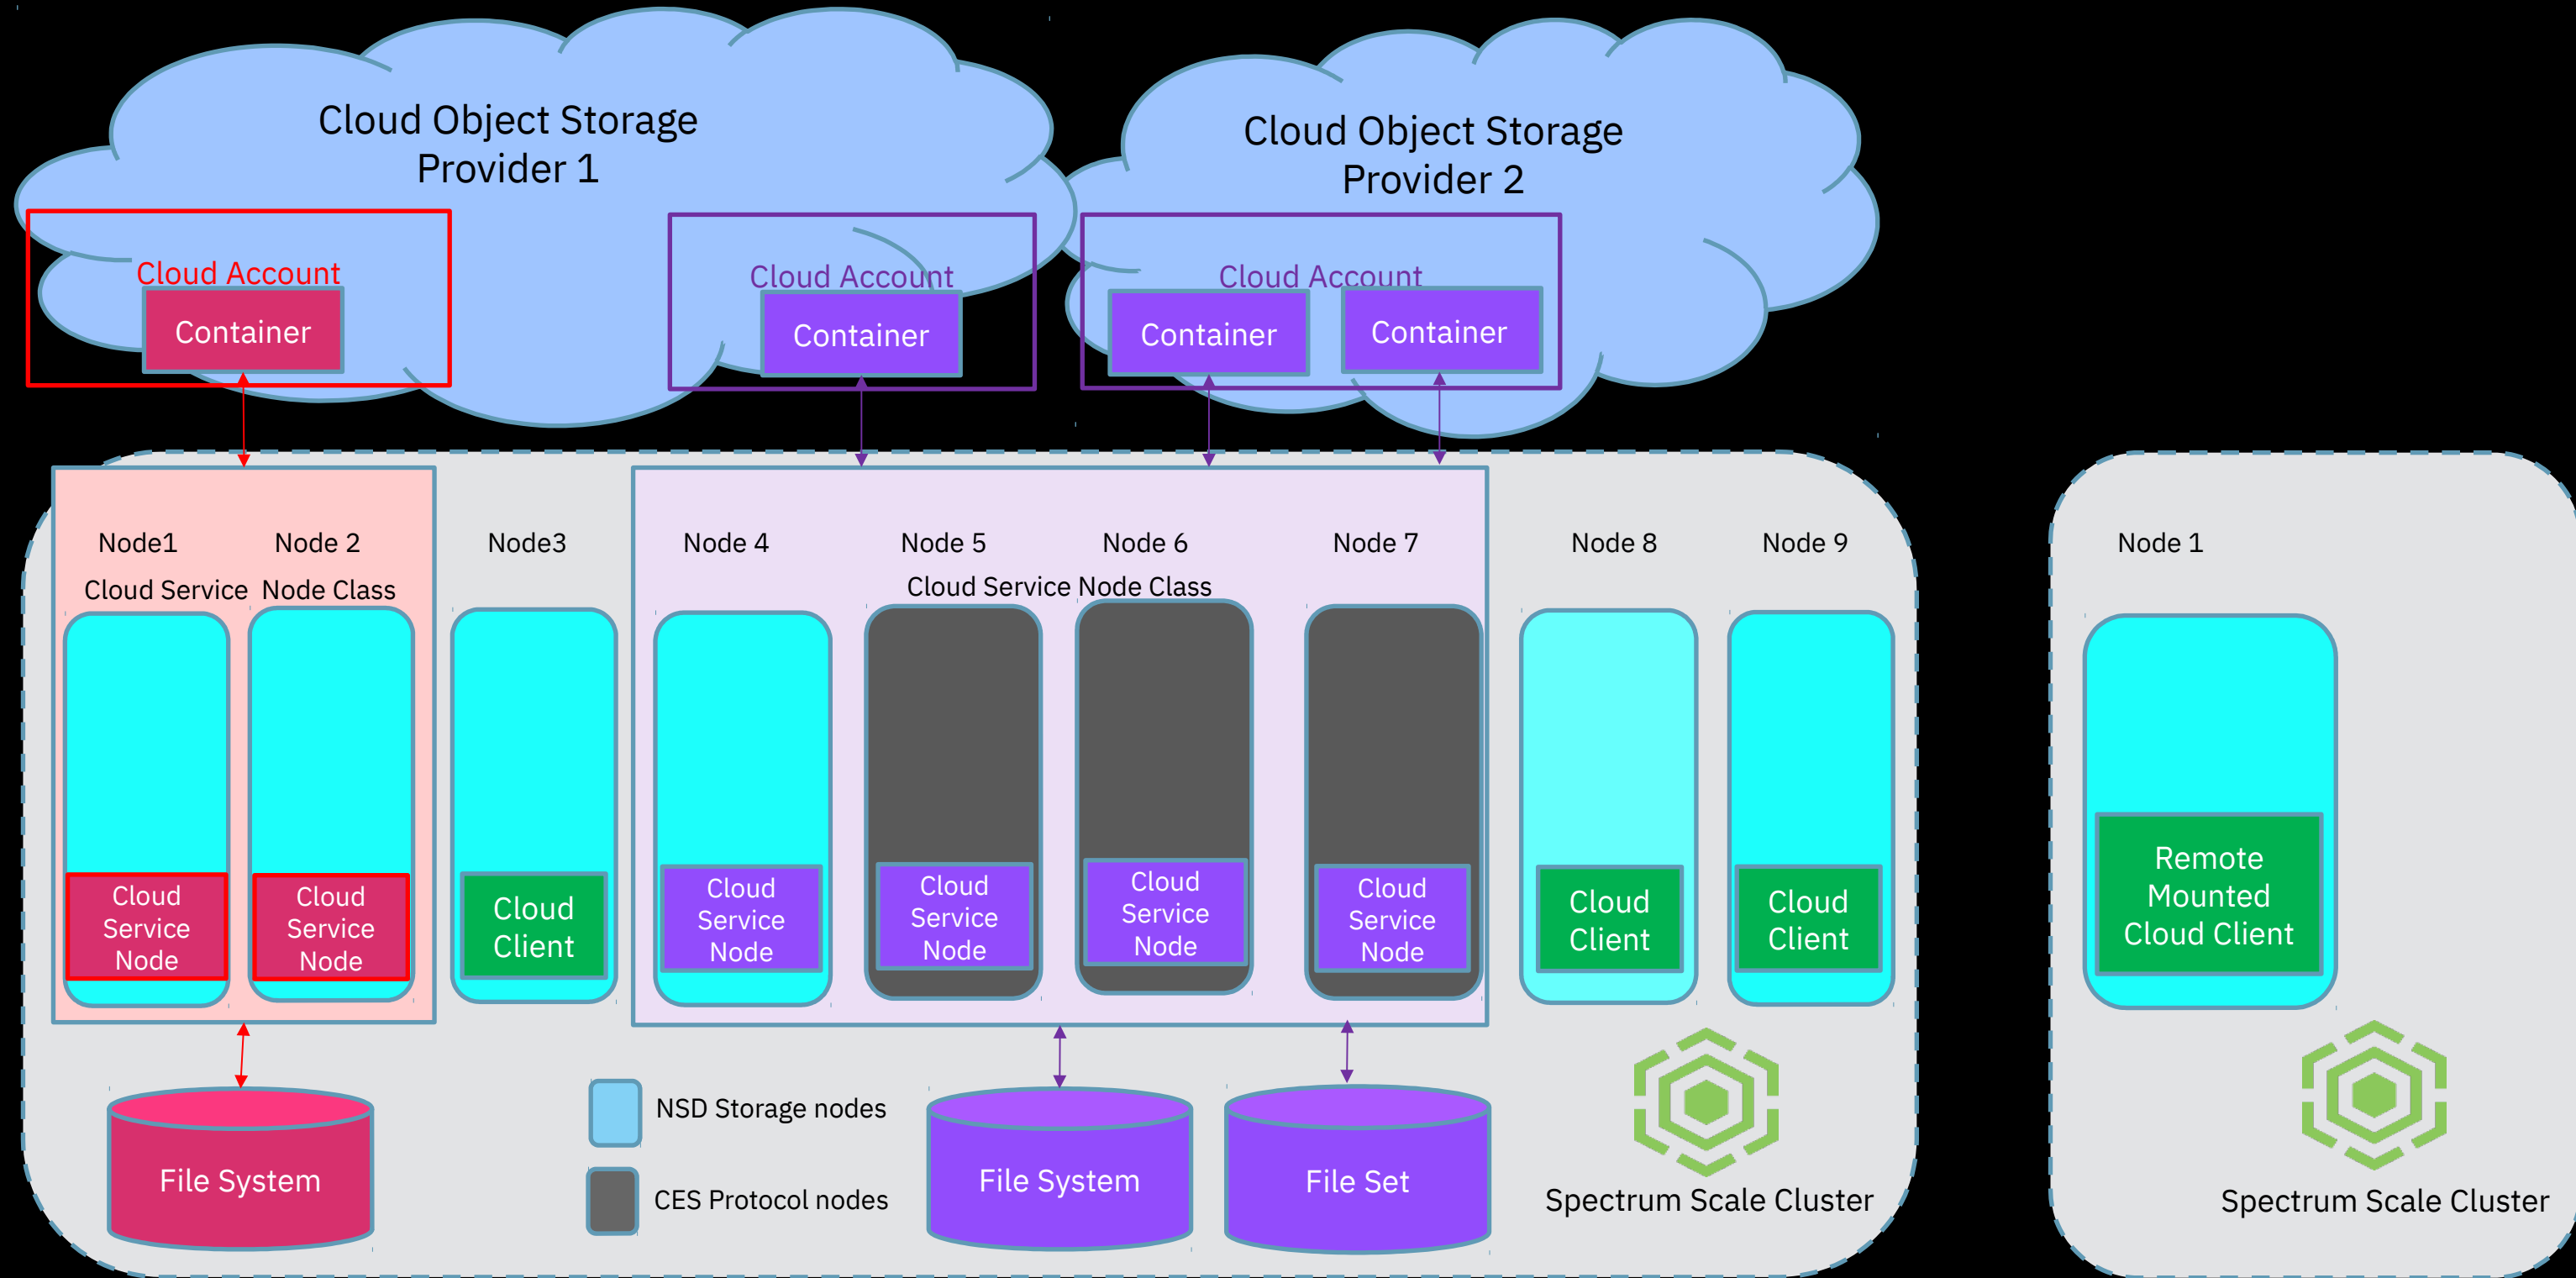 Cloud Object Storage
Provider 1
Cloud Object Storage
Provider 2
Cloud Account
Container
Cloud Account
Container
Cloud Account
Container
Container
Node1
Node 2
Node3
Node 4
Node 5
Node 6
Node 7
Node 8
Node 9
Node 1
Cloud Service Node Class
Cloud Service Node Class
Cloud
Service
Node
Cloud
Service
Node
Cloud
Client
Cloud
Service
Node
Cloud
Service
Node
Cloud
Service
Node
Cloud
Service
Node
Cloud
Client
Cloud
Client
Remote
Mounted
Cloud Client
File System
NSD Storage nodes
CES Protocol nodes
File System
File Set
Spectrum Scale Cluster
Spectrum Scale Cluster